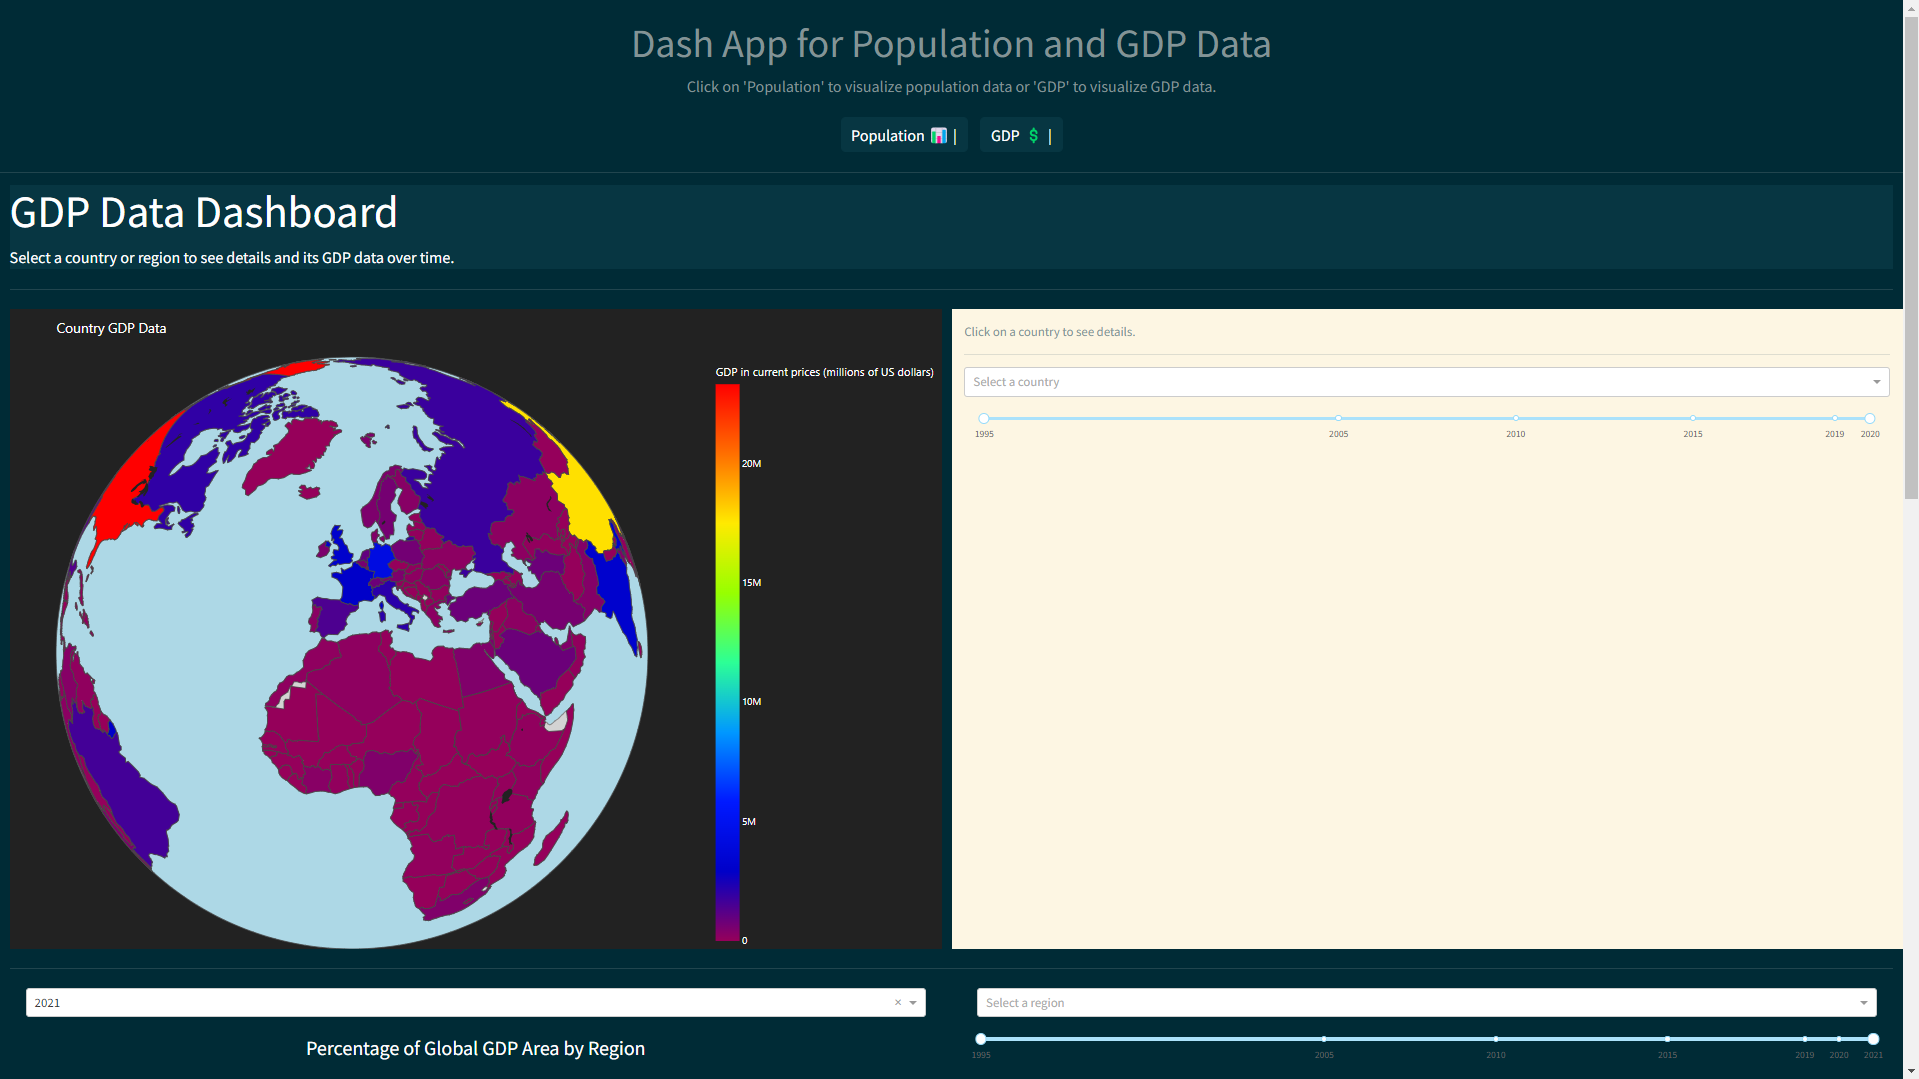 Dash App for Population and GDP Data
Click on 'Population' to visualize population data or 'GDP' to visualize GDP data.
Population 📊 | GDP 💲 |
GDP Data Dashboard
Select a country or region to see details and its GDP data over time.
Country GDP Data
GDP in current prices (millions of US dollars)
20M
15M
10M
5M
0
Click on a country to see details.
Select a country
1995 2005 2010 2015 2019 2020
2021 ×
Percentage of Global GDP Area by Region
Select a region
1995 2005 2010 2015 2019 2020 2021